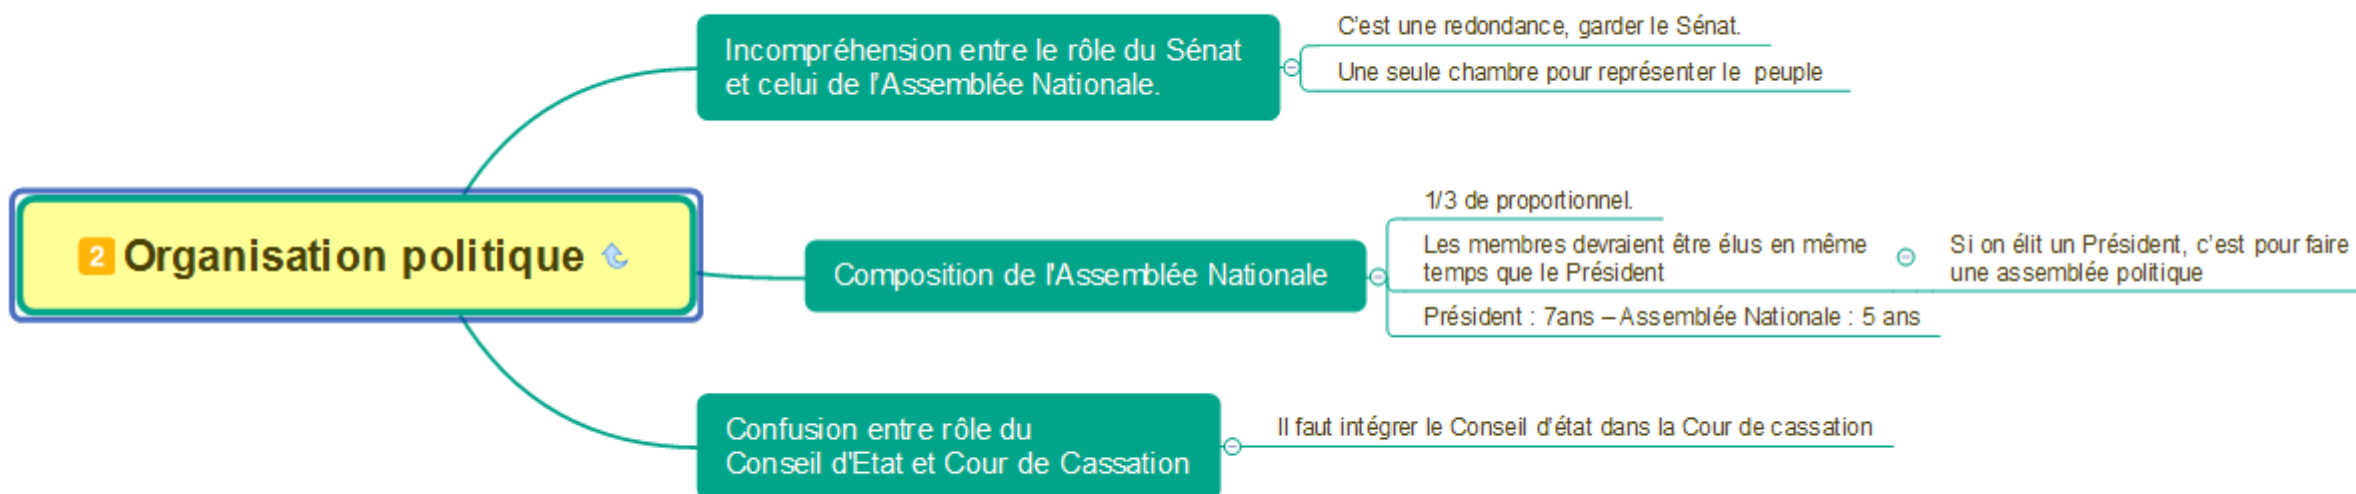 Incompréhension entre le rôle du Sénat
et celui de l'Assemblée Nationale.
C'est une redondance, garder le Sénat.
Une seule chambre pour représenter le peuple
2 Organisation politique
Composition de l'Assemblée Nationale
1/3 de proportionnel.
Les membres devraient être élus en même
temps que le Président
Si on élit un Président, c'est pour faire
une assemblée politique
Président : 7ans – Assemblée Nationale : 5 ans
Confusion entre rôle du
Conseil d'Etat et Cour de Cassation
Il faut intégrer le Conseil d'état dans la Cour de cassation